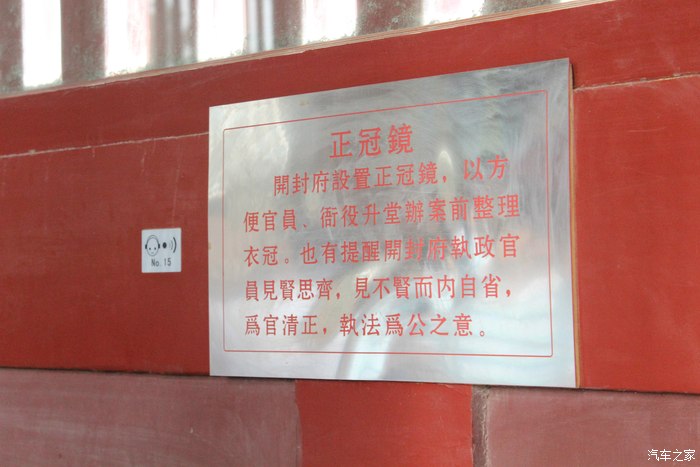 正冠鏡
開封府設置正冠鏡，以方
便官員、衙役升堂辦案前整理
衣冠。也有提醒開封府執政官
員見賢思齊，見不賢而内自省，
爲官清正，執法爲公之意。
No.15
汽车之家